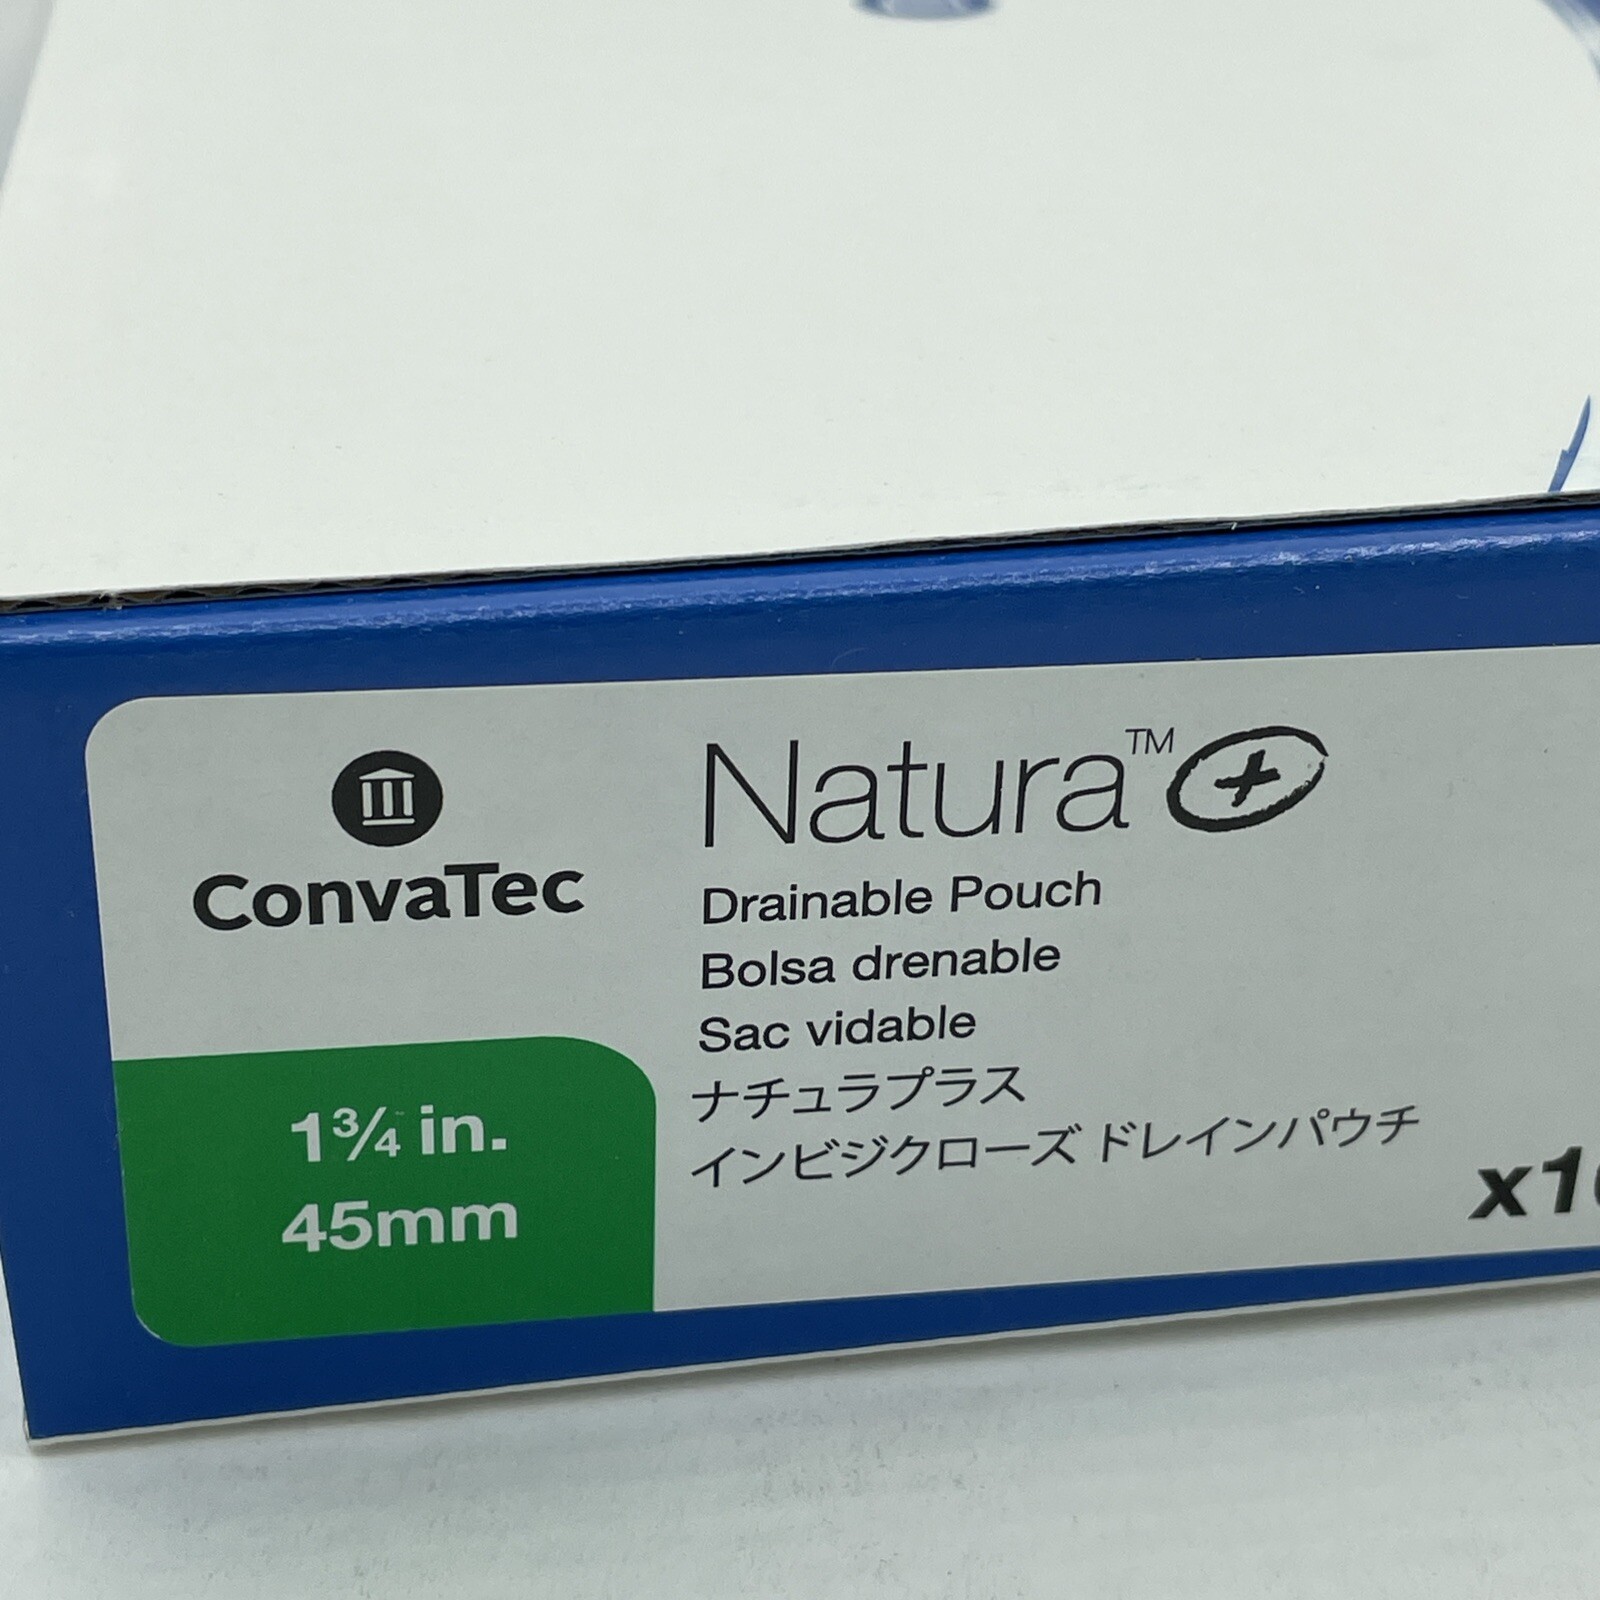 ConvaTec
1¾ in.
45mm
Natura™+
Drainable Pouch
Bolsa drenable
Sac vidable
ナチュラプラス
インビジクローズ ドレインパウチ